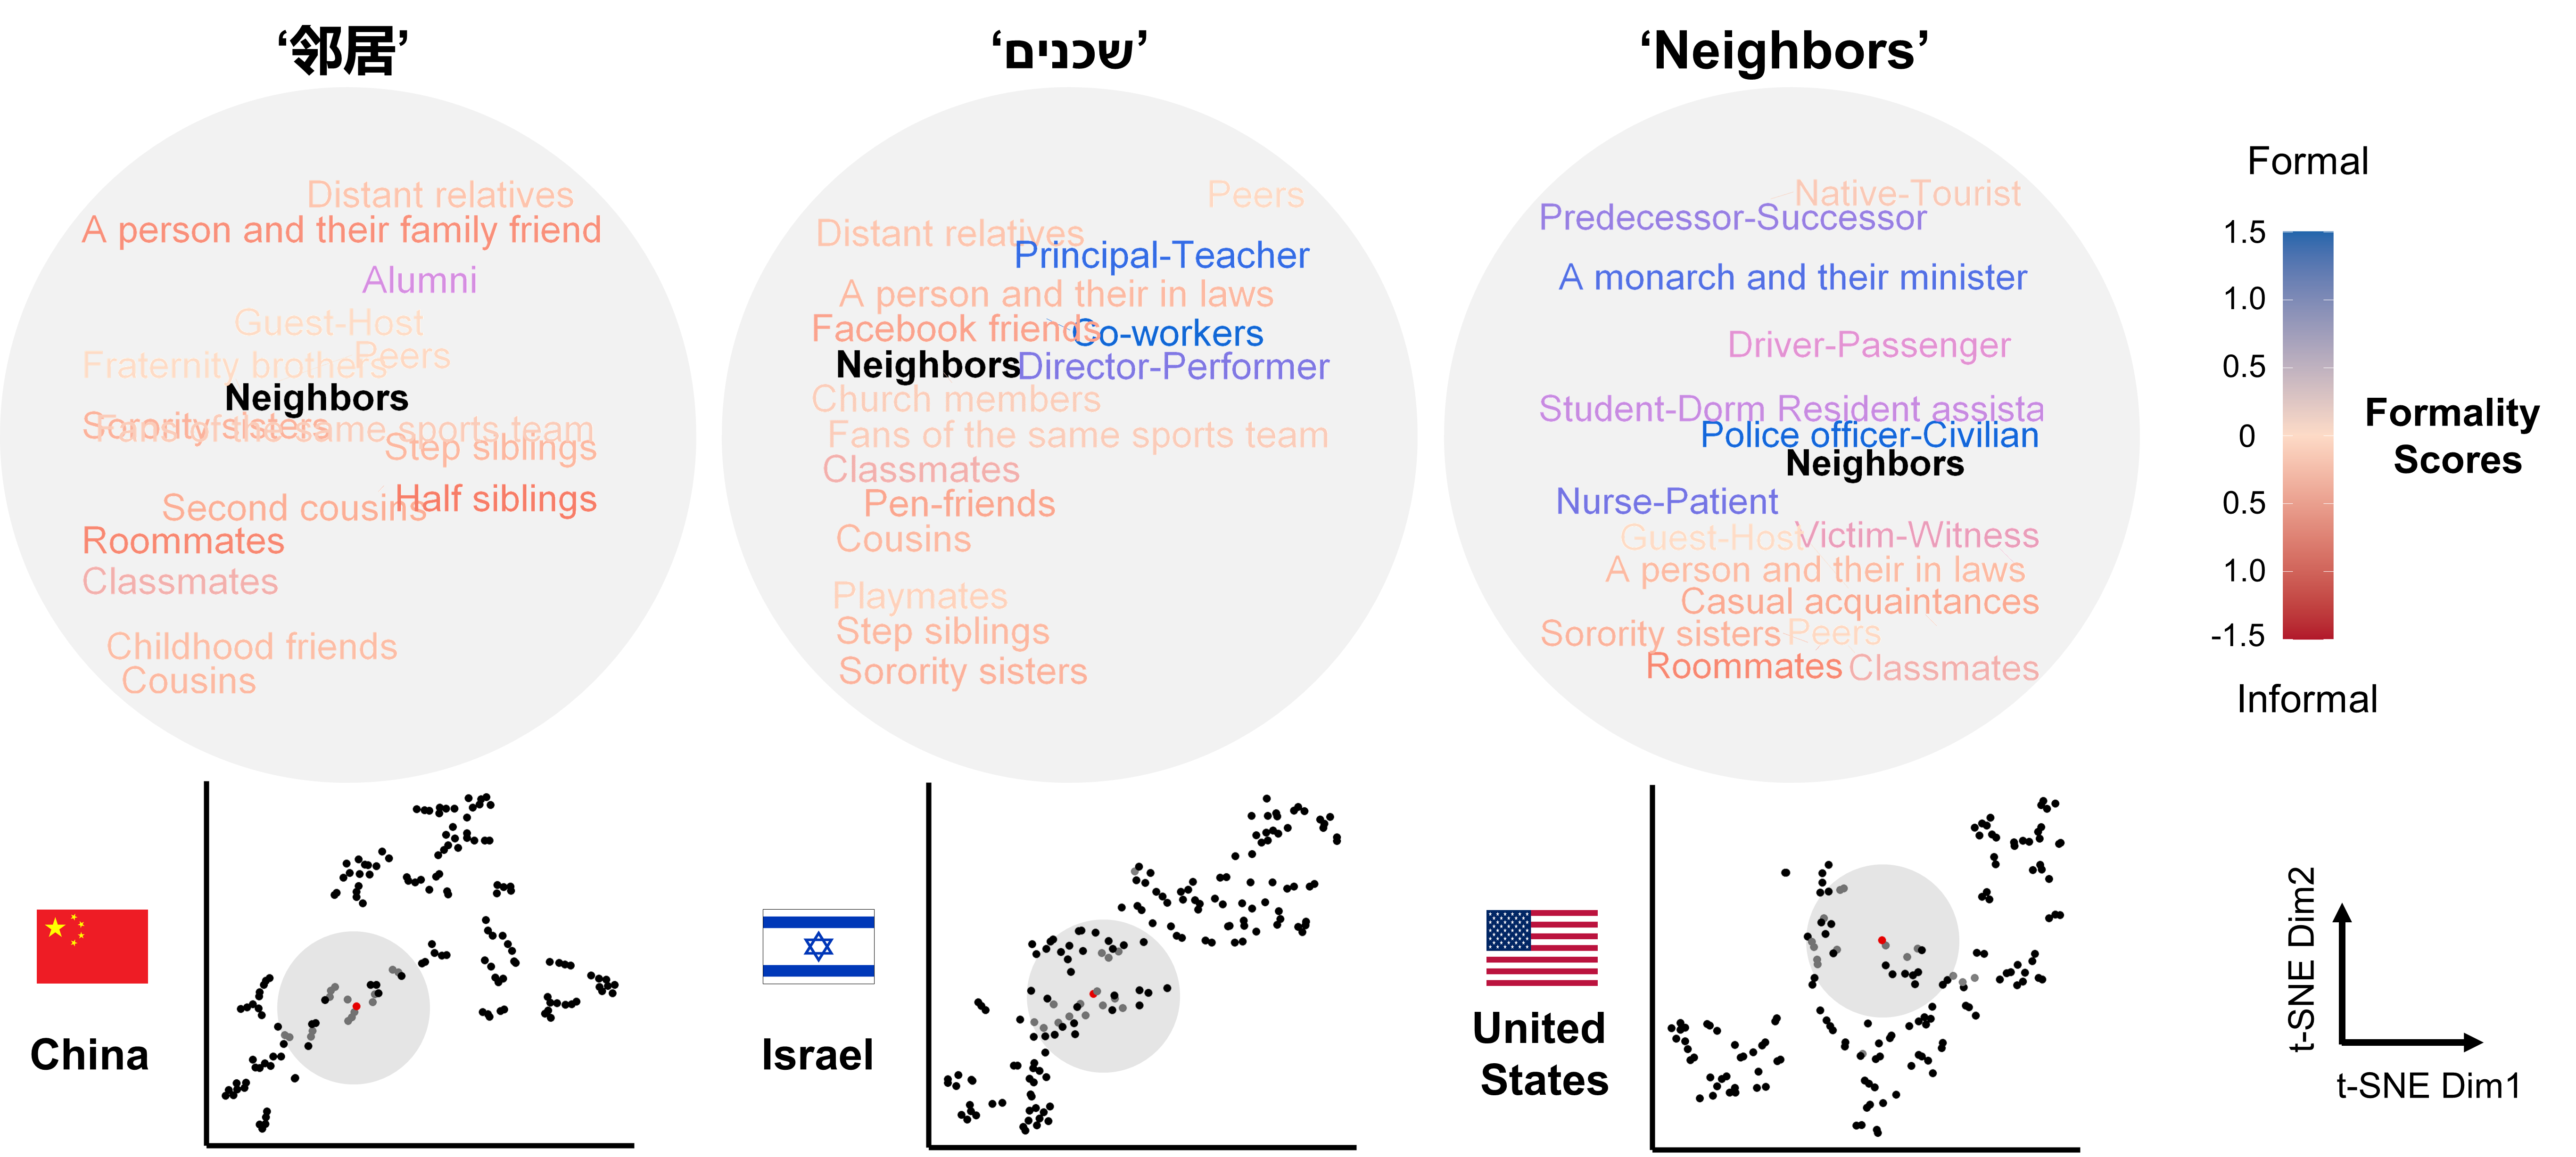 ‘邻居’
Distant relatives
A person and their family friend
Alumni
Guest-Host
Peers
Fraternity brothers
Neighbors
Sorority sisters
Fans of the same sports team
Step siblings
Half siblings
Second cousins
Roommates
Classmates
Childhood friends
Cousins
‘שכנים’
Peers
Distant relatives
Principal-Teacher
A person and their in laws
Facebook friends
Co-workers
Neighbors
Director-Performer
Church members
Fans of the same sports team
Classmates
Pen-friends
Cousins
Playmates
Step siblings
Sorority sisters
‘Neighbors’
Native-Tourist
Predecessor-Successor
A monarch and their minister
Driver-Passenger
Student-Dorm Resident assista
Police officer-Civilian
Neighbors
Nurse-Patient
Guest-Host
Victim-Witness
A person and their in laws
Casual acquaintances
Sorority sisters
Peers
Roommates
Classmates
Formal
1.5
1.0
0.5
0
0.5
1.0
-1.5
Informal
Formality
Scores
China
Israel
United
States
t-SNE Dim2
t-SNE Dim1